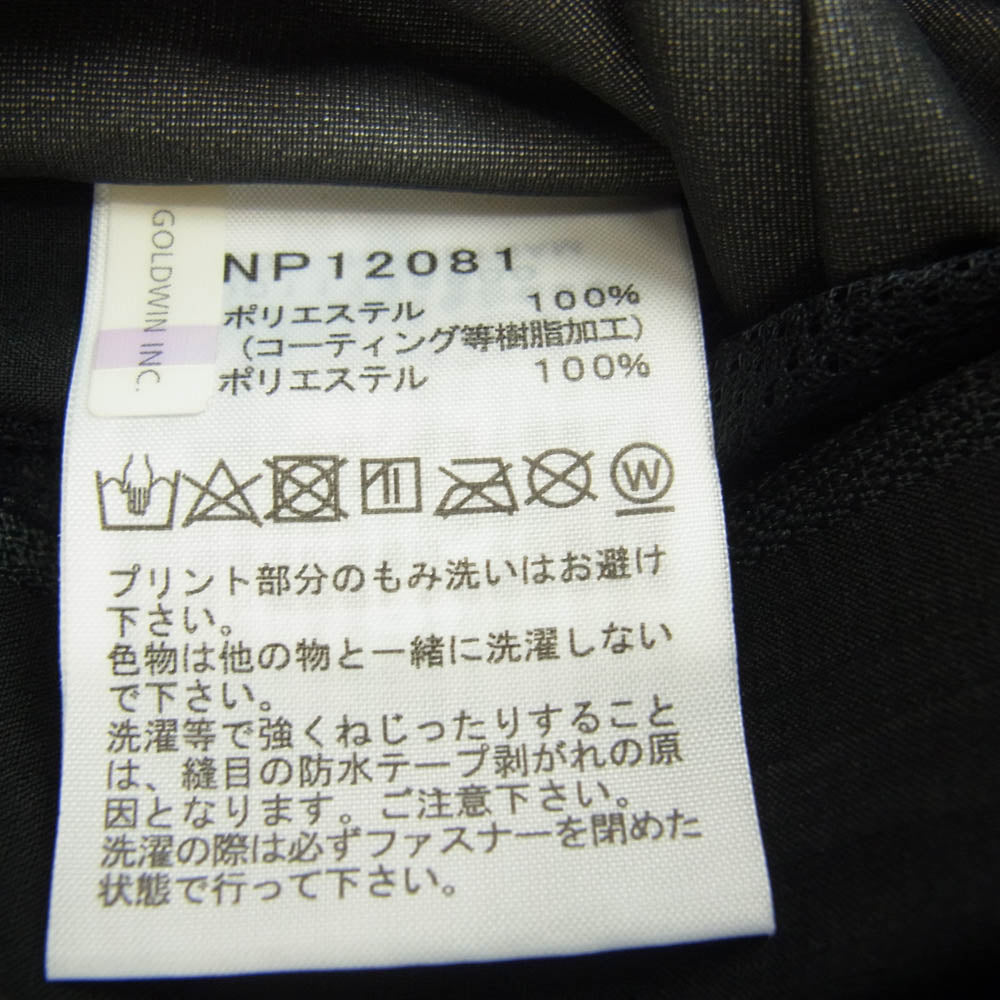 GOLDWIN INC.
NP12081
ポリエステル 100%
(コーティング等樹脂加工)
ポリエステル 100%
W
プリント部分のもみ洗いはお避け
下さい。
色物は他の物と一緒に洗濯しない
で下さい。
洗濯等で強くねじったりすること
は、縫目の防水テープ剥がれの原
因となります。ご注意下さい。
洗濯の際は必ずファスナーを閉めた
状態で行って下さい。